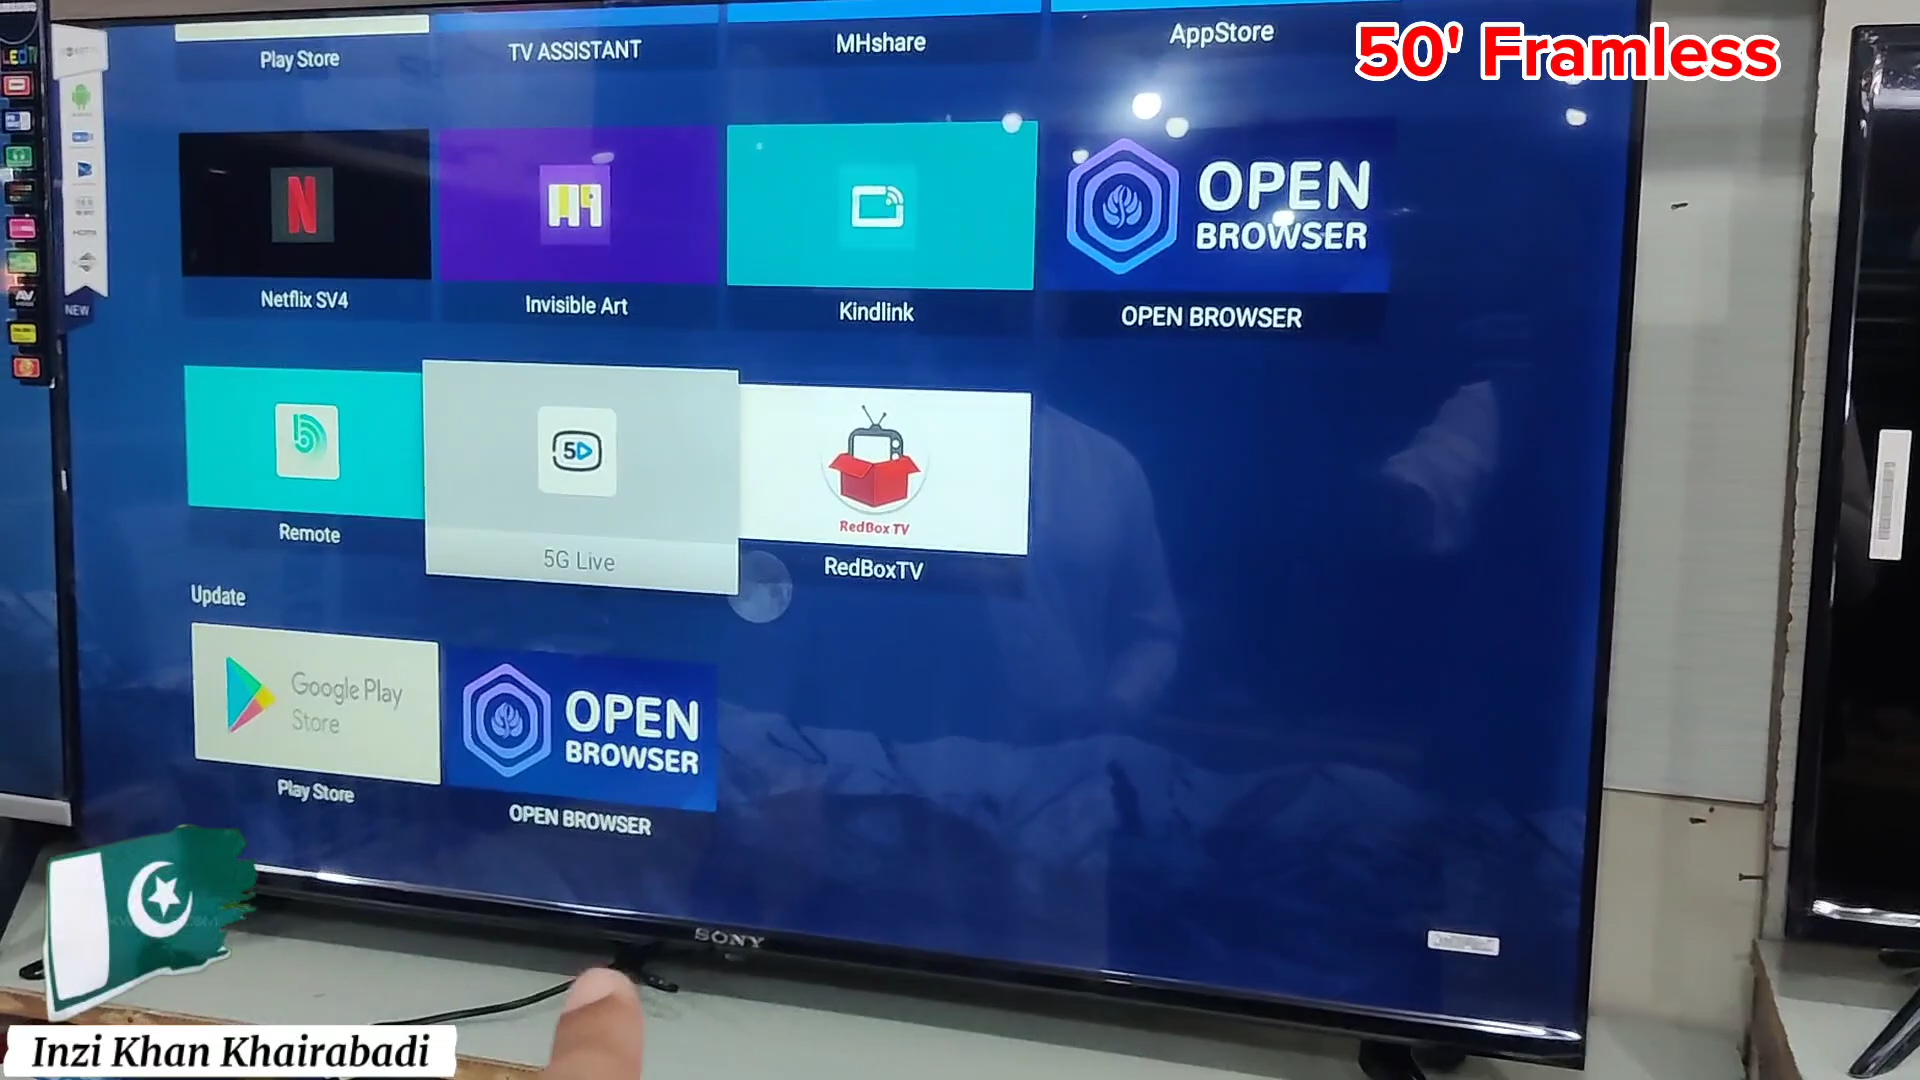 50' Framless
Play Store
TV ASSISTANT
MHshare
AppStore
N
OPEN
BROWSER
Netflix SV4
Invisible Art
Kindlink
OPEN BROWSER
5
RedBox TV
Remote
5G Live
RedBoxTV
Update
Google Play
Store
OPEN
BROWSER
Play Store
OPEN BROWSER
SONY
NEW
AV
Inzi Khan Khairabadi